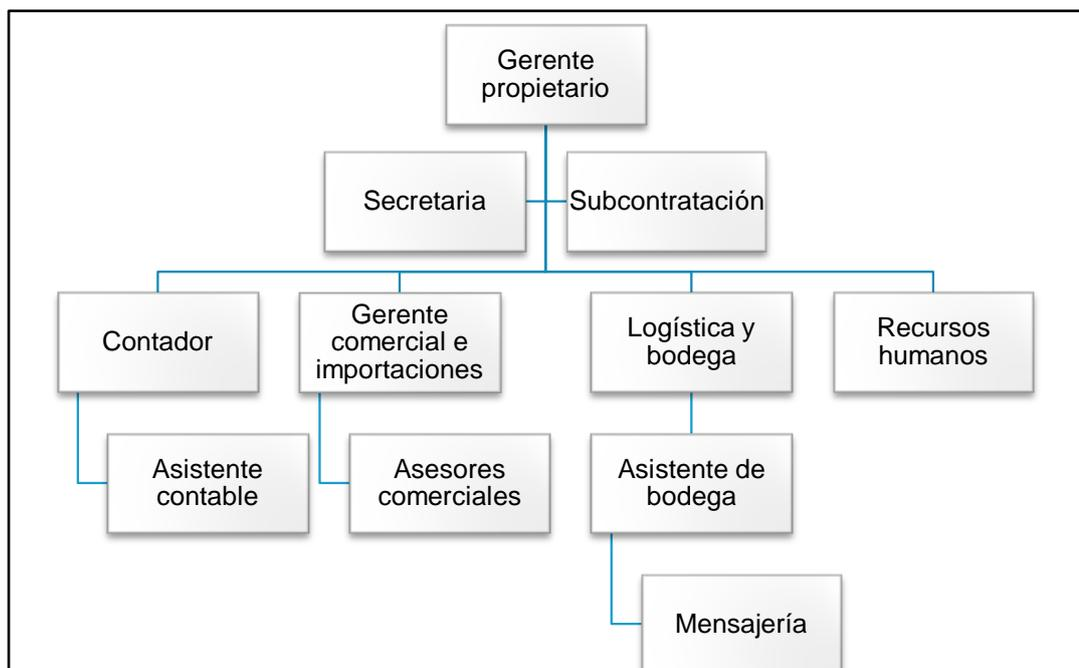 Gerente
propietario
Secretaria
Subcontratación
Contador
Gerente
comercial e
importaciones
Logística y
bodega
Recursos
humanos
Asistente
contable
Asesores
comerciales
Asistente de
bodega
Mensajería